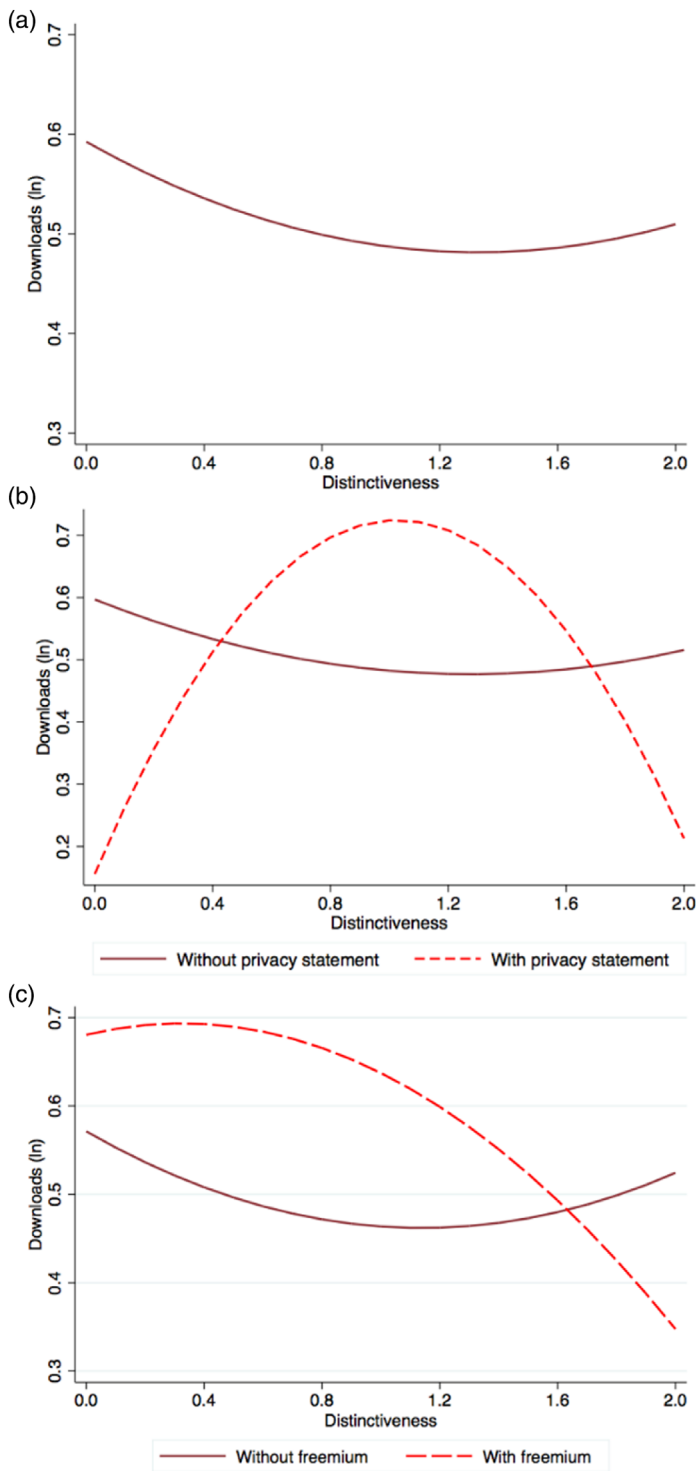 (a)
Downloads (ln)
0.7
0.6
0.5
0.4
0.3
0.0 0.4 0.8 1.2 1.6 2.0
Distinctiveness
(b)
Downloads (ln)
0.7
0.6
0.5
0.4
0.3
0.2
0.0 0.4 0.8 1.2 1.6 2.0
Distinctiveness
Without privacy statement With privacy statement
(c)
Downloads (ln)
0.7
0.6
0.5
0.4
0.3
0.0 0.4 0.8 1.2 1.6 2.0
Distinctiveness
Without freemium With freemium